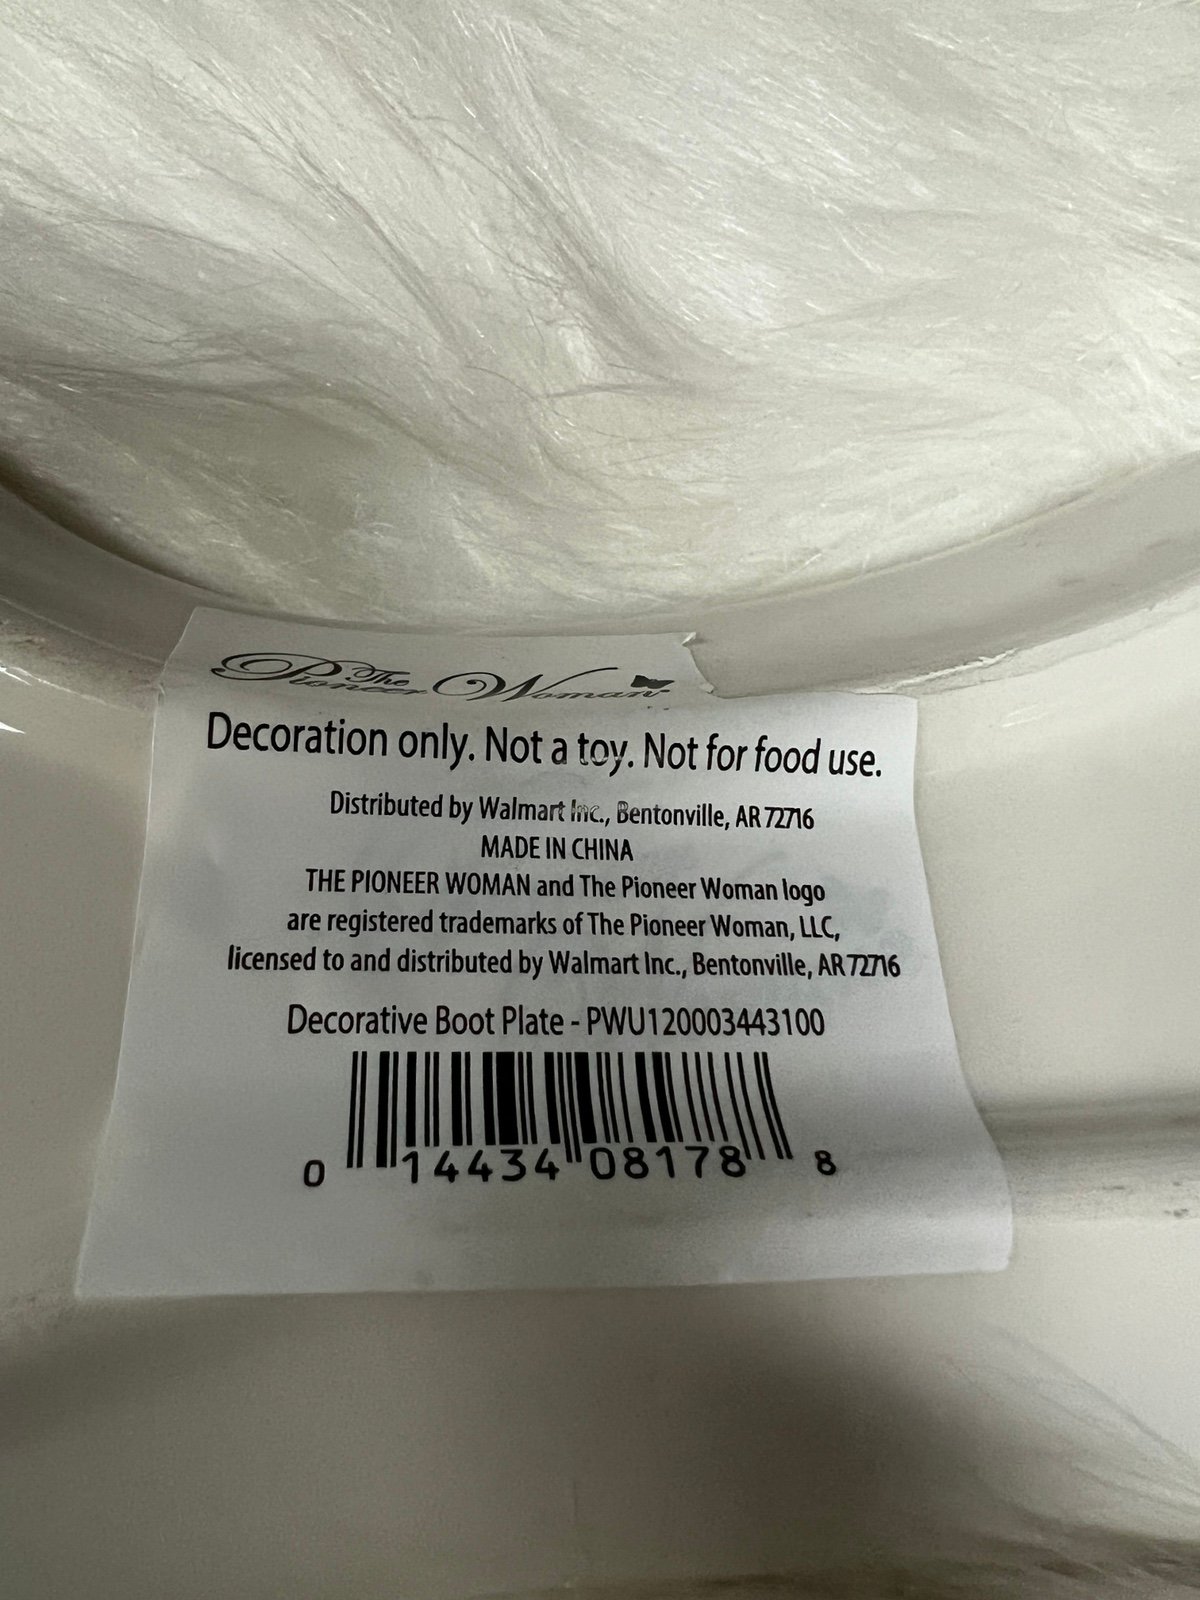 The Pioneer Woman
Decoration only. Not a toy. Not for food use.
Distributed by Walmart Inc., Bentonville, AR 72716
MADE IN CHINA
THE PIONEER WOMAN and The Pioneer Woman logo
are registered trademarks of The Pioneer Woman, LLC,
licensed to and distributed by Walmart Inc., Bentonville, AR 72716
Decorative Boot Plate - PWU120003443100
0 14434 08178 8